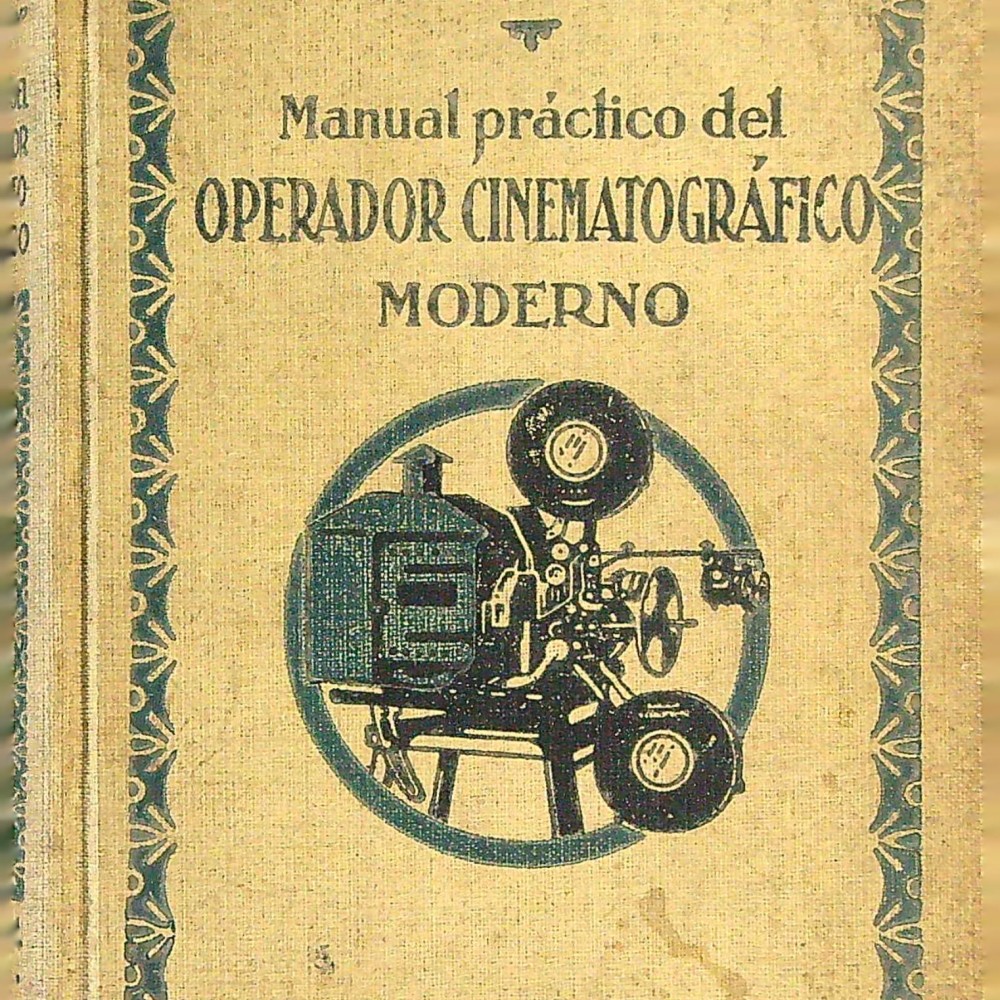 Manual práctico del
OPERADOR CINEMATOGRÁFICO
MODERNO